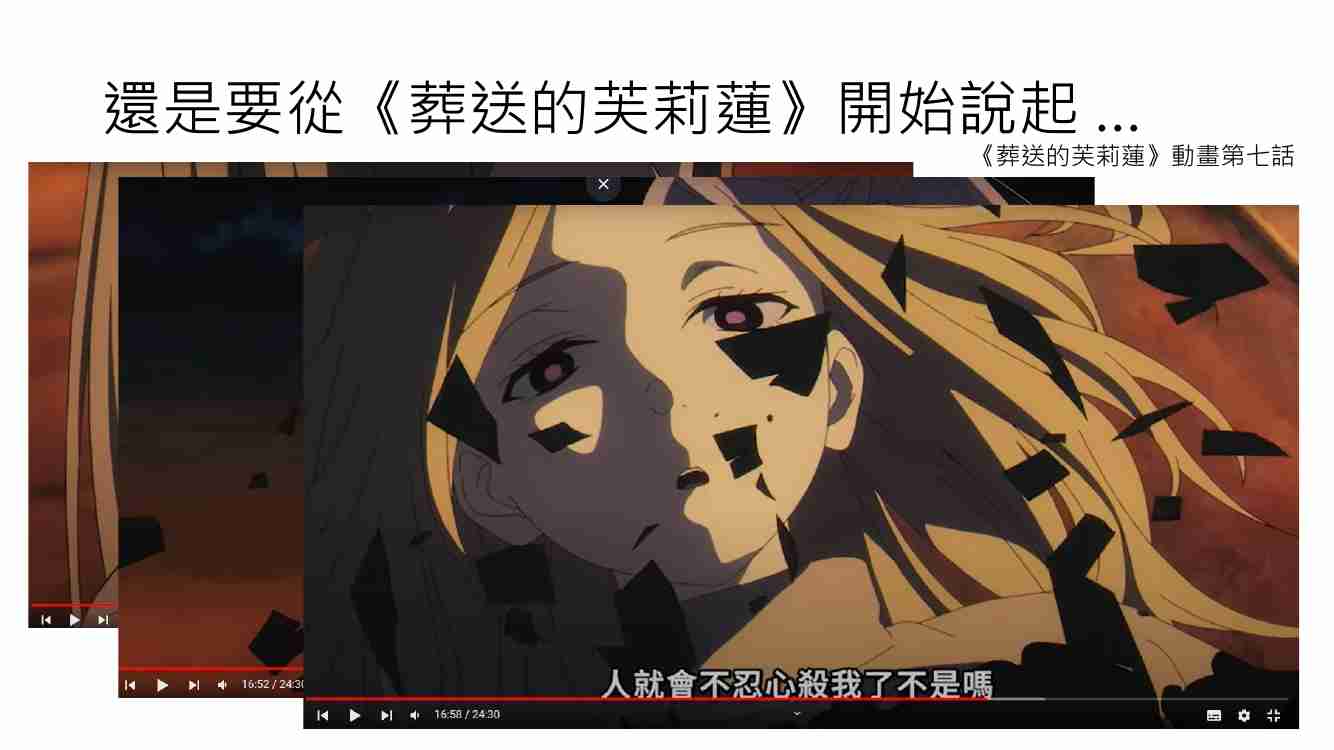 還是要從《葬送的芙莉蓮》開始說起...
《葬送的芙莉蓮》動畫第七話
人就會不忍心殺我了不是嗎
16:52 / 24:30
16:58 / 24:30